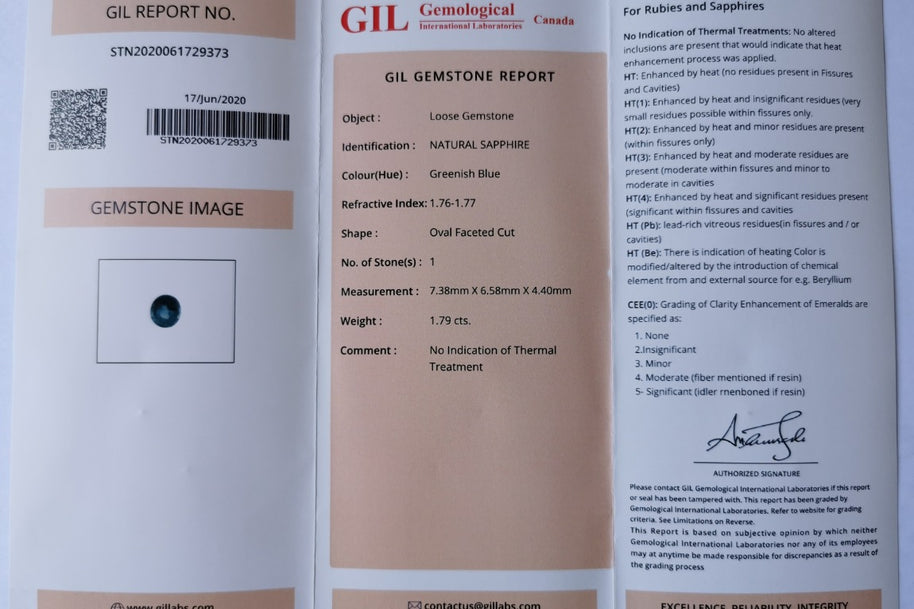 GIL REPORT NO.
STN2020061729373
17/Jun/2020
STN2020061729373
GEMSTONE IMAGE
www.gillabs.com
GIL Gemological
International Laboratories Canada
GIL GEMSTONE REPORT
Object : Loose Gemstone
Identification : NATURAL SAPPHIRE
Colour(Hue) : Greenish Blue
Refractive Index: 1.76-1.77
Shape : Oval Faceted Cut
No. of Stone(s) : 1
Measurement : 7.38mm X 6.58mm X 4.40mm
Weight : 1.79 cts.
Comment : No Indication of Thermal
Treatment
contactus@gillabs.com
For Rubies and Sapphires
No Indication of Thermal Treatments: No altered
inclusions are present that would indicate that heat
enhancement process was applied.
HT: Enhanced by heat (no residues present in Fissures
and Cavities)
HT(1): Enhanced by heat and insignificant residues (very
small residues possible within fissures only.
HT(2): Enhanced by heat and minor residues are present
(within fissures only)
HT(3): Enhanced by heat and moderate residues are
present (moderate within fissures and minor to
moderate in cavities
HT(4): Enhanced by heat and significant residues present
(significant within fissures and cavities
HT (Pb): lead-rich vitreous residues(in fissures and / or
cavities)
HT (Be): There is indication of heating Color is
modified/altered by the introduction of chemical
element from and external source for e.g. Beryllium
CEE(0): Grading of Clarity Enhancement of Emeralds are
specified as:
1. None
2.Insignificant
3. Minor
4. Moderate (fiber mentioned if resin)
5- Significant (idler rnenboned if resin)
AUTHORIZED SIGNATURE
Please contact GIL Gemological International Laboratories if this report
or seal has been tampered with. This report has been graded by
Gemological International Laboratories. Refer to website for grading
criteria. See Limitations on Reverse.
This Report is based on subjective opinion by which neither
Gemological International Laboratories nor any of its employees
may at anytime be made responsible for discrepancies as a result of
the grading process
EXCELLENCE, RELIABILITY, INTEGRITY